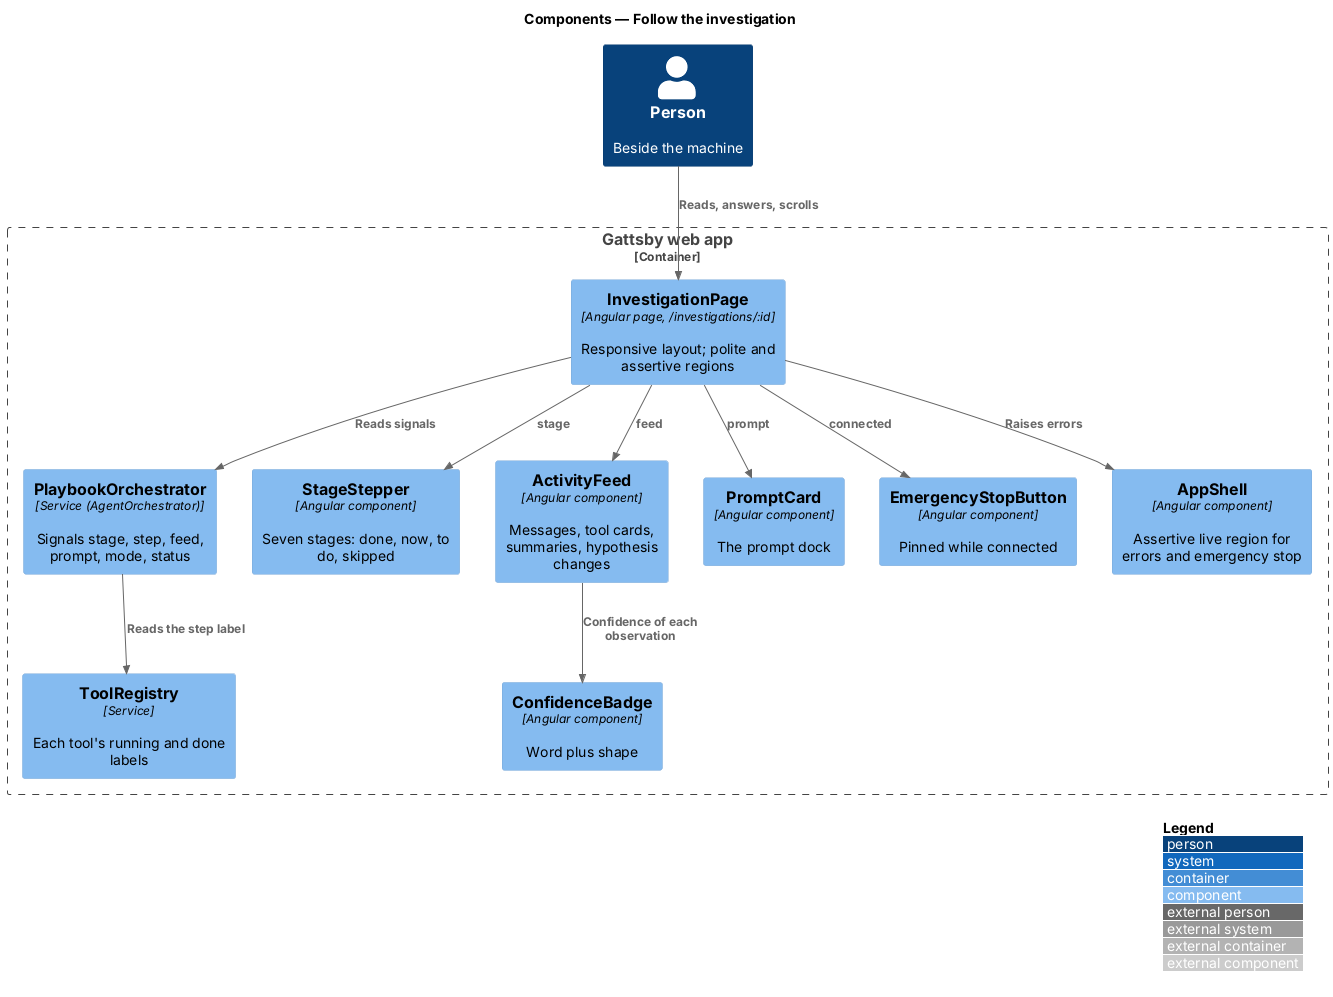 Components — Follow the investigation
Person
Beside the machine
Reads, answers, scrolls
Gattsby web app
[Container]
InvestigationPage
[Angular page, /investigations/:id]
Responsive layout; polite and
assertive regions
Reads signals
stage
feed
prompt
connected
Raises errors
PlaybookOrchestrator
[Service (AgentOrchestrator)]
Signals stage, step, feed,
prompt, mode, status
StageStepper
[Angular component]
Seven stages: done, now, to
do, skipped
ActivityFeed
[Angular component]
Messages, tool cards,
summaries, hypothesis
changes
PromptCard
[Angular component]
The prompt dock
EmergencyStopButton
[Angular component]
Pinned while connected
AppShell
[Angular component]
Assertive live region for
errors and emergency stop
Reads the step label
Confidence of each
observation
ToolRegistry
[Service]
Each tool's running and done
labels
ConfidenceBadge
[Angular component]
Word plus shape
Legend
person
system
container
component
external person
external system
external container
external component